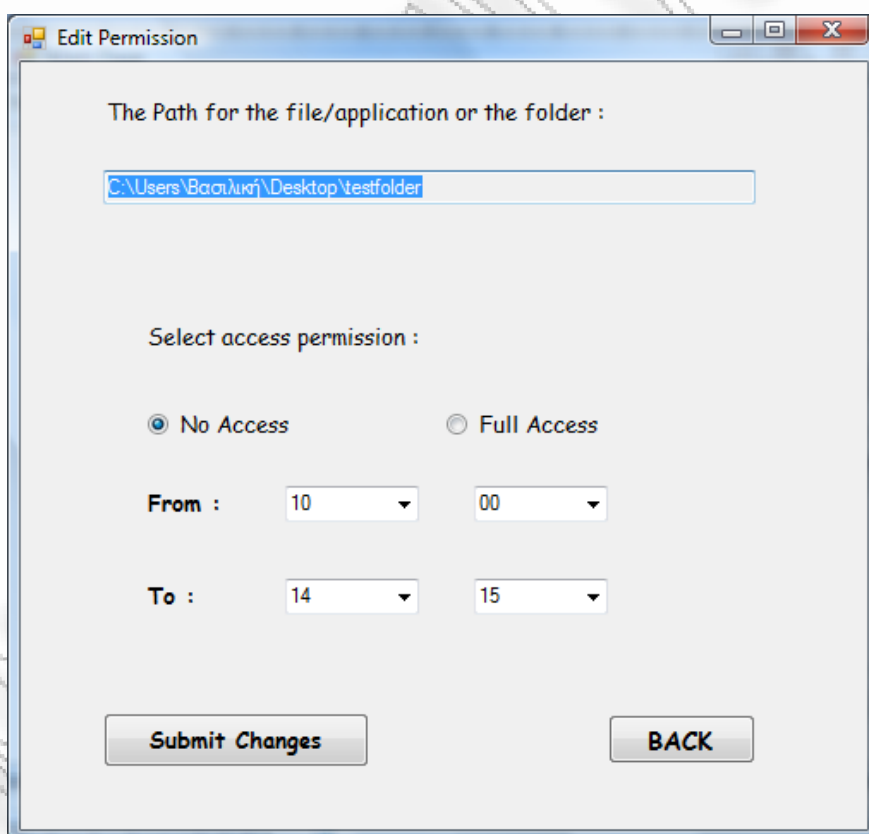 Edit Permission
The Path for the file/application or the folder :
C:\Users\Βασιλική\Desktop\testfolder
Select access permission :
No Access Full Access
From : 10 00
To : 14 15
Submit Changes BACK